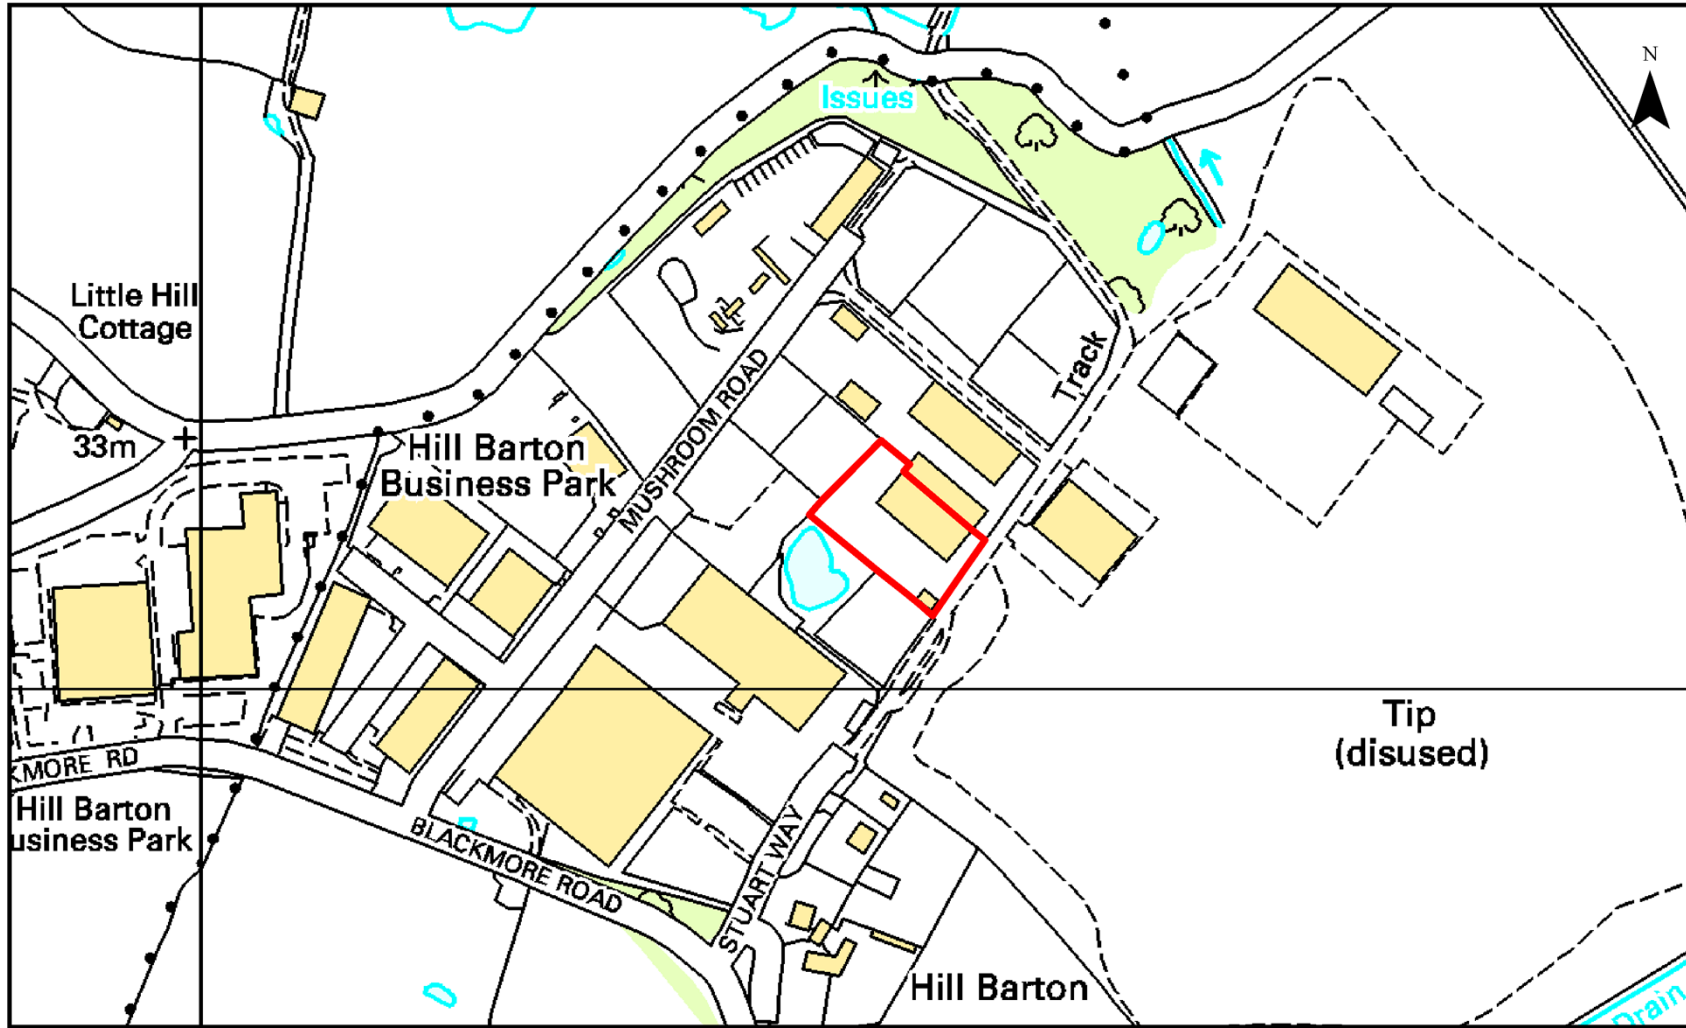 N
Issues
Little Hill
Cottage
33m
Hill Barton
Business Park
MUSHROOM ROAD
Track
Tip
(disused)
KMORE RD
Hill Barton
usiness Park
BLACKMORE ROAD
STUART WAY
Hill Barton
Drain